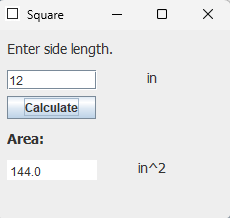 Square
Enter side length.
12 in
Calculate
Area:
144.0 in^2